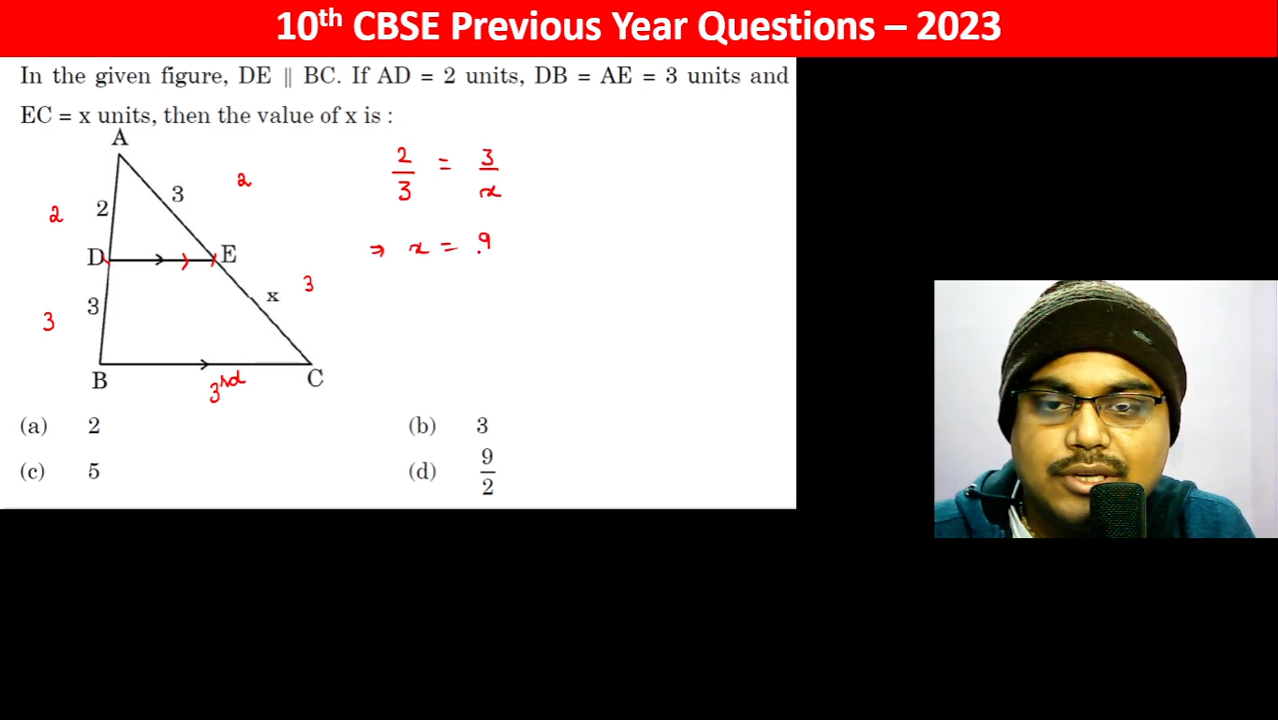 10th CBSE Previous Year Questions – 2023
In the given figure, DE || BC. If AD = 2 units, DB = AE = 3 units and
EC = x units, then the value of x is :
A
2
3
2
2
D
E
3
3
x
3
B
3rd
C
2/3 = 3/x
⇒ x = 9
(a) 2
(b) 3
(c) 5
(d) 9/2